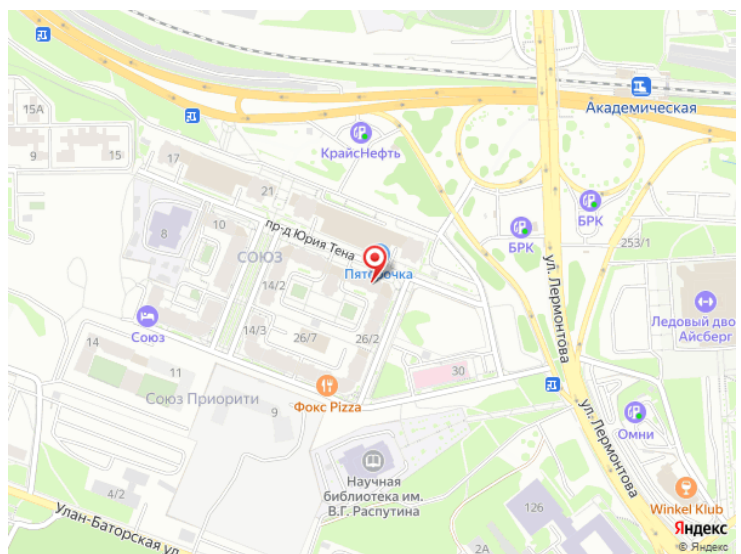 Академическая
15А
9
15
17
КрайсНефть
21
БРК
8
10
пр-д Юрия Тена
БРК
253/1
СОЮЗ
Пятёрочка
ул. Лермонтова
14/2
Ледовый дво
Айсберг
Союз
14/3
26/7
26/2
14
11
30
Союз Приорити
9
Фокс Pizza
ул. Лермонтова
Омни
Научная
библиотека им.
В.Г. Распутина
4/2
126
Winkel Klub
Улан-Баторская ул.
2А
Яндекс
© Яндекс